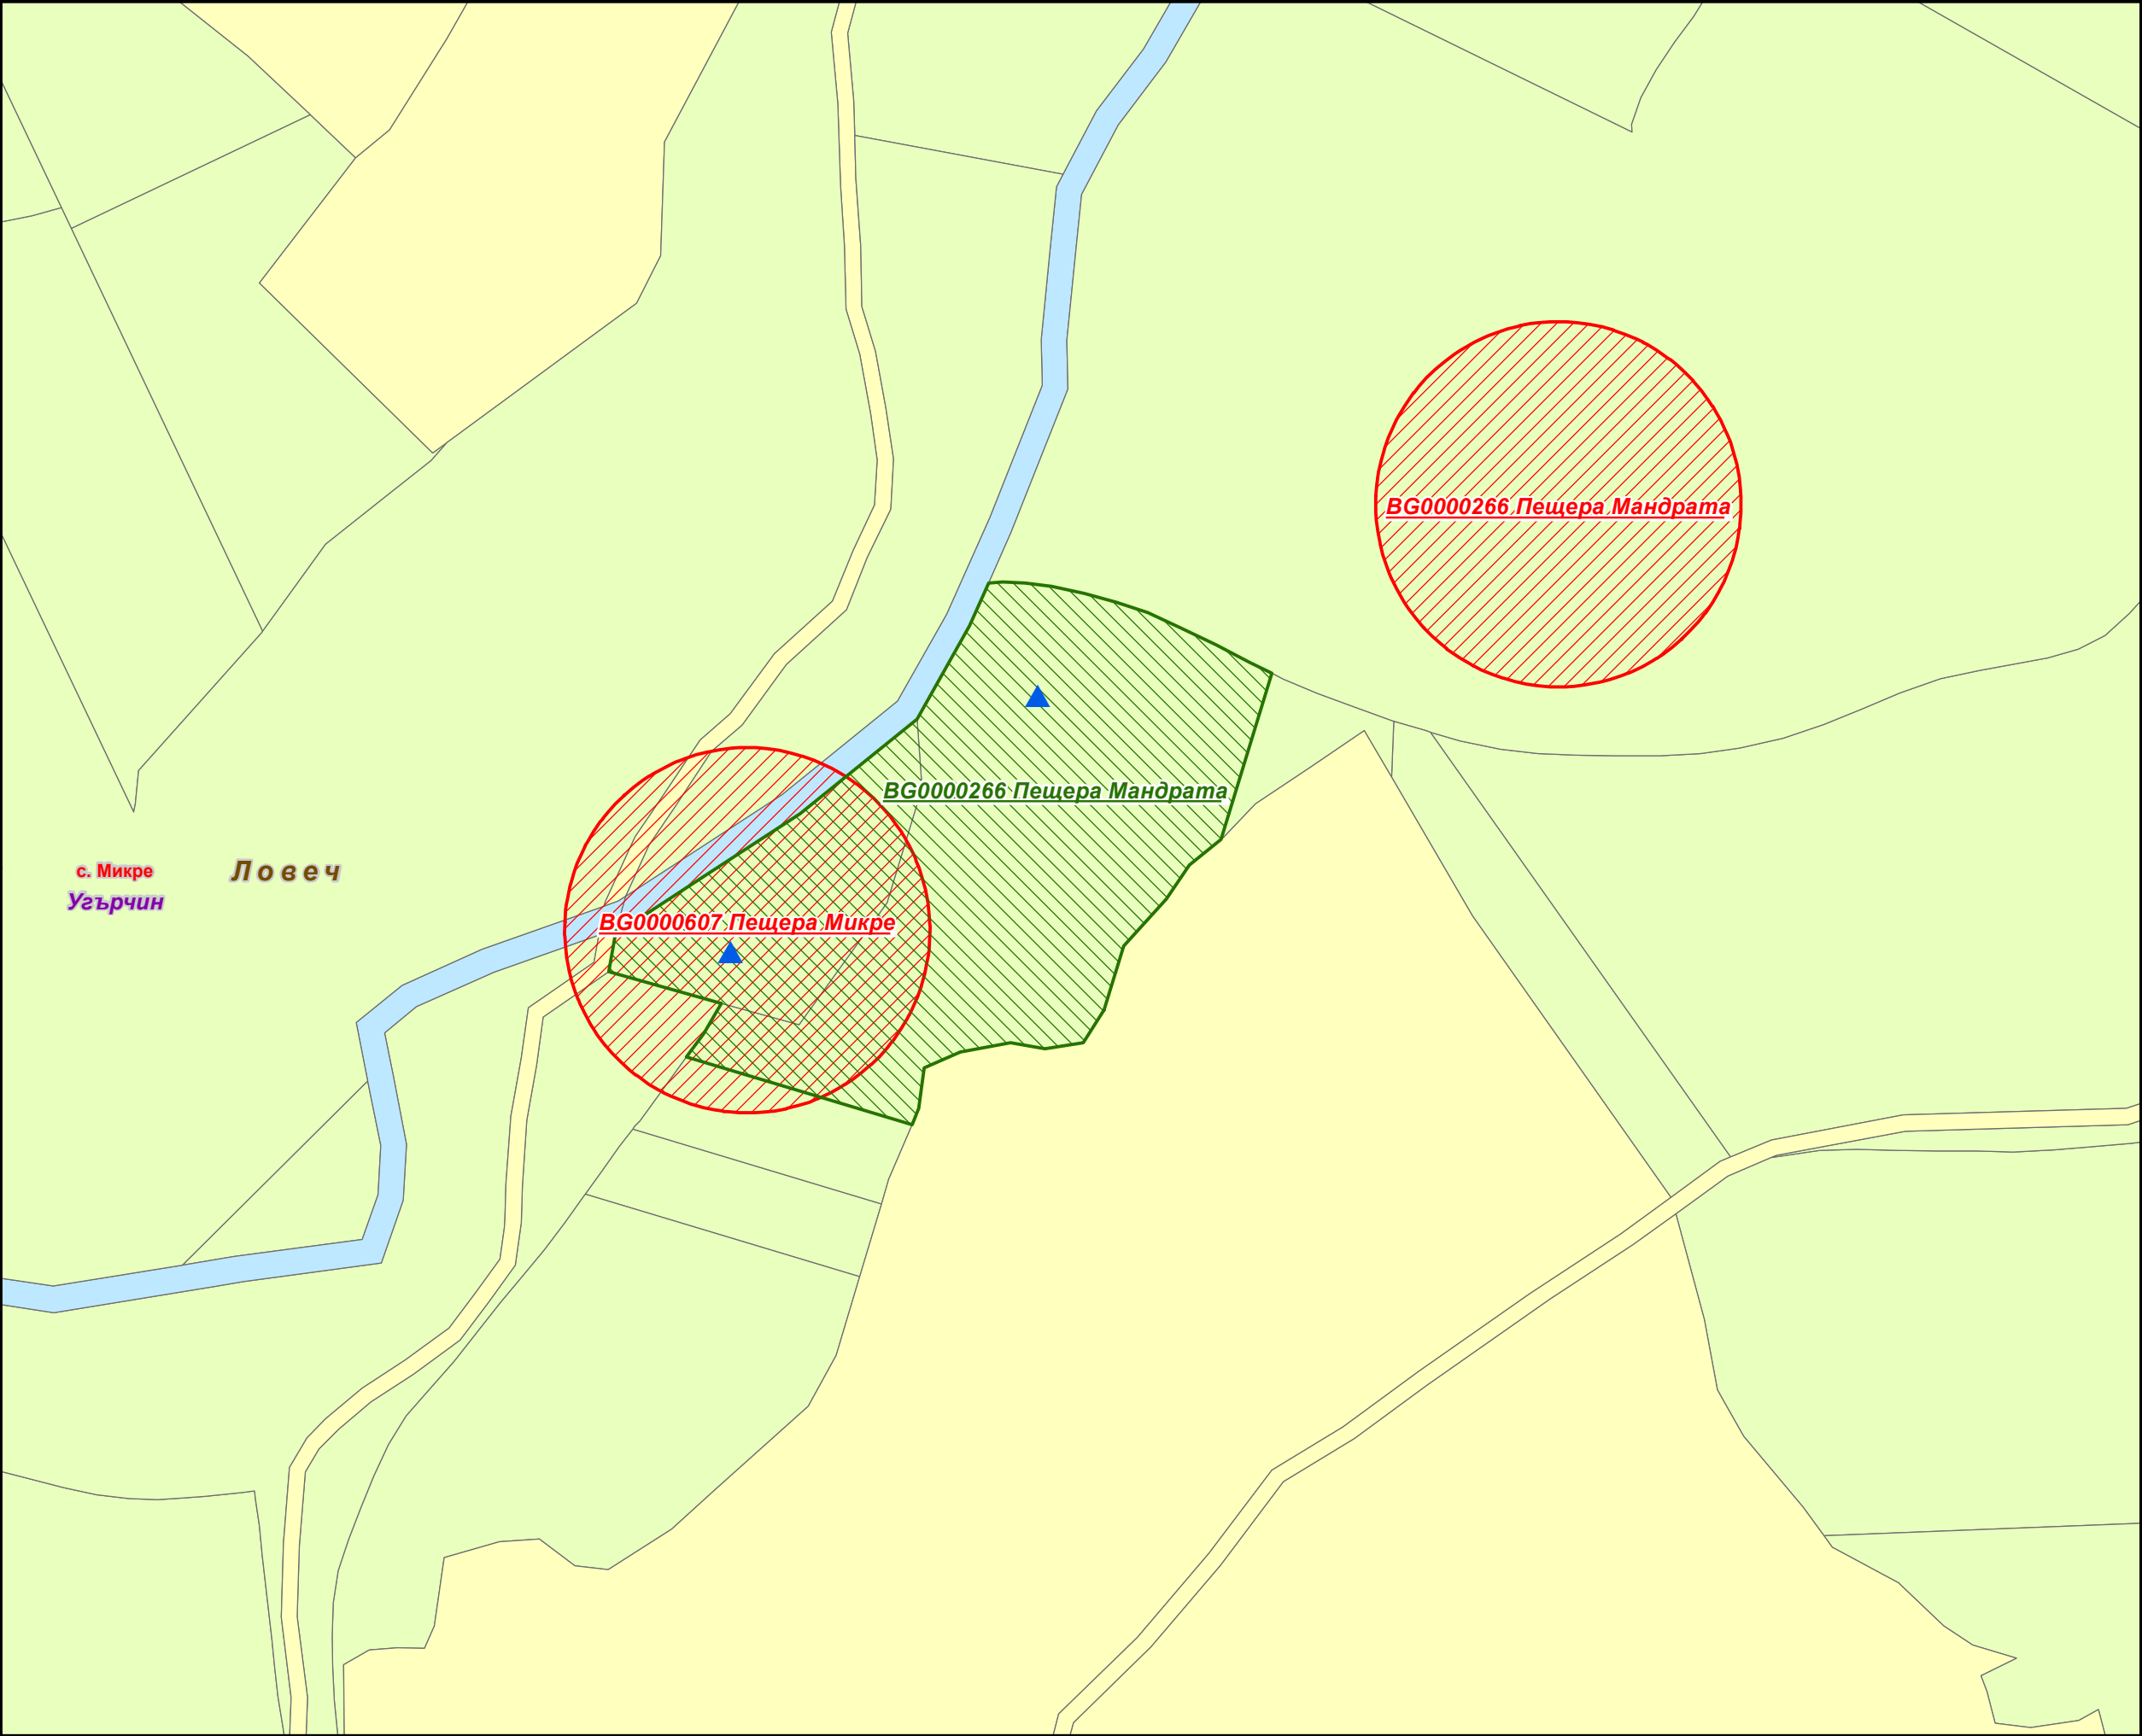 BG0000266 Пещера Мандрата
BG0000266 Пещера Мандрата
с. Микре
Ловеч
Угърчин
BG0000607 Пещера Микре